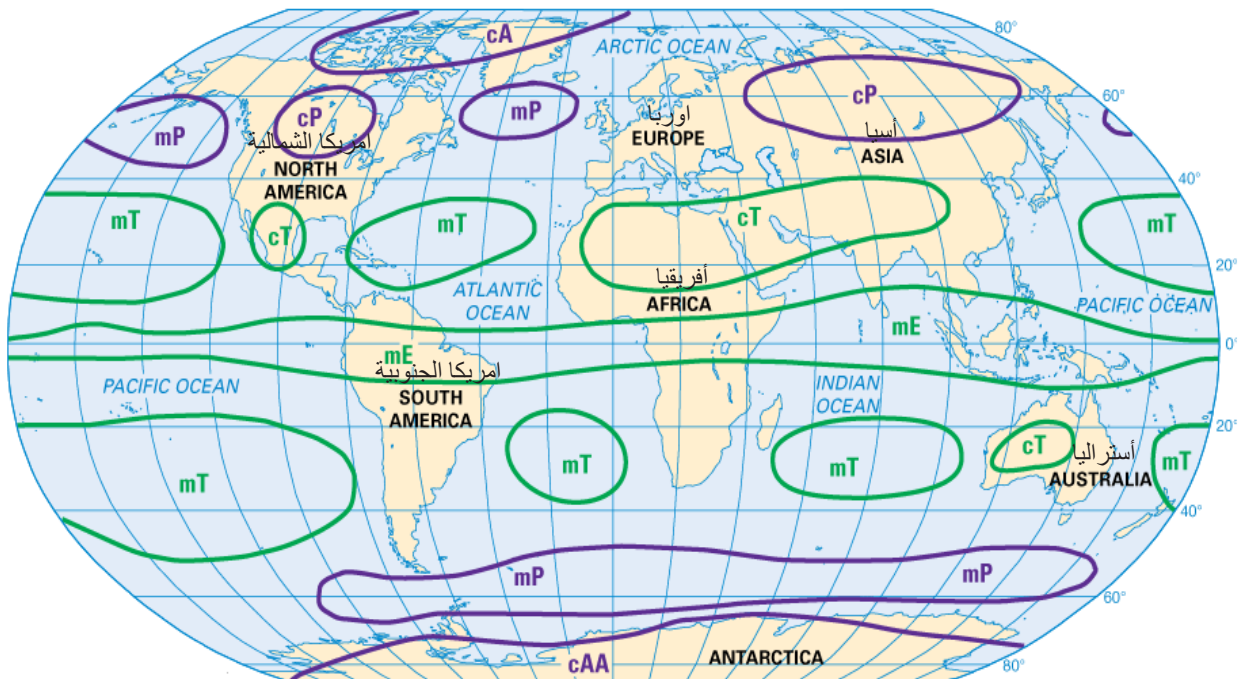 80°
cA
ARCTIC OCEAN
60°
cP
mP
cP
mP
امريكا الشمالية
NORTH
AMERICA
اوربا
EUROPE
أسيا
ASIA
40°
mT
cT
mT
cT
mT
20°
أفريقيا
AFRICA
ATLANTIC
OCEAN
PACIFIC OCEAN
mE
0°
mE
امريكا الجنوبية
SOUTH
AMERICA
PACIFIC OCEAN
INDIAN
OCEAN
20°
mT
mT
mT
cT
أستراليا
AUSTRALIA
mT
40°
mP
mP
60°
cAA
ANTARCTICA
80°